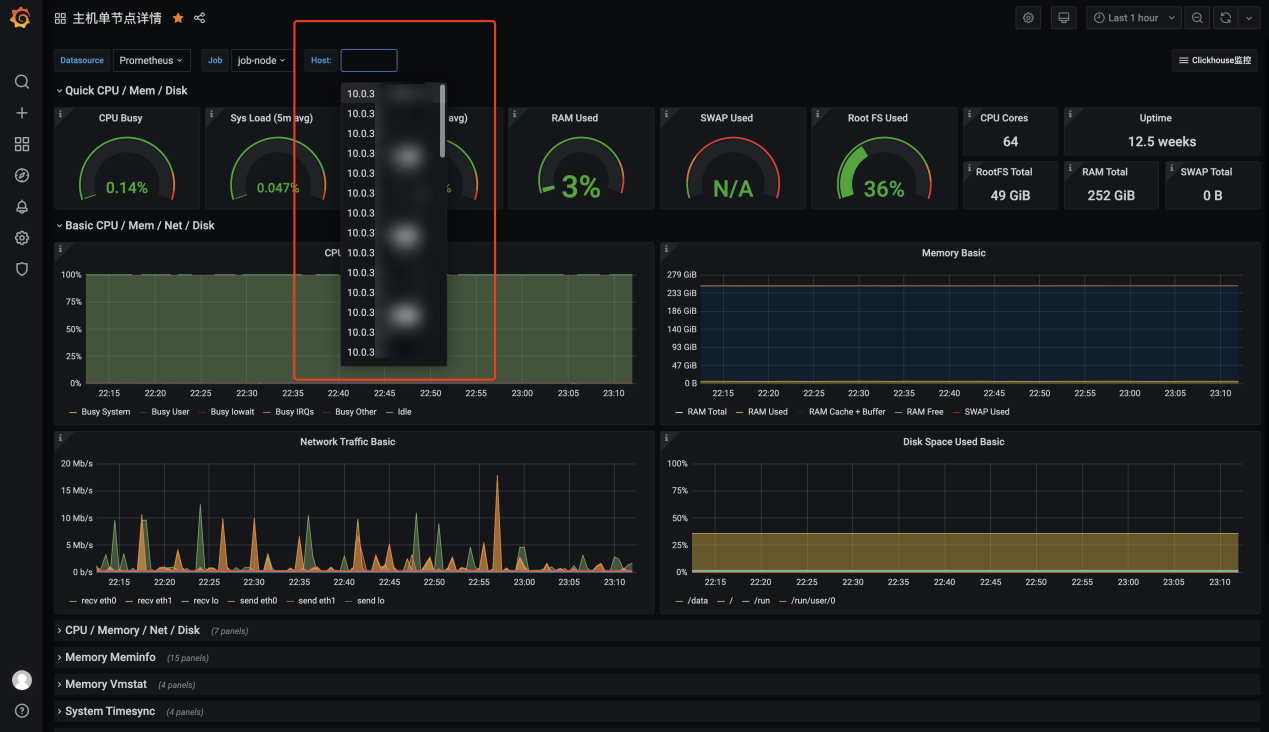 主机单节点详情
Last 1 hour
Datasource Prometheus Job job-node Host: Clickhouse监控
Quick CPU / Mem / Disk
CPU Busy
0.14%
Sys Load (5m avg)
0.047%
avg)
%
RAM Used
3%
SWAP Used
N/A
Root FS Used
36%
CPU Cores
64
Uptime
12.5 weeks
RootFS Total
49 GiB
RAM Total
252 GiB
SWAP Total
0 B
10.0.3
10.0.3
10.0.3
10.0.3
10.0.3
10.0.3
10.0.3
10.0.3
10.0.3
10.0.3
10.0.3
10.0.3
10.0.3
10.0.3
Basic CPU / Mem / Net / Disk
CPU
100%
75%
50%
25%
0%
22:15 22:20 22:25 22:30 22:35 22:40 22:45 22:50 22:55 23:00 23:05 23:10
Busy System Busy User Busy Iowait Busy IRQs Busy Other Idle
Memory Basic
279 GiB
233 GiB
186 GiB
140 GiB
93 GiB
47 GiB
0 B
22:15 22:20 22:25 22:30 22:35 22:40 22:45 22:50 22:55 23:00 23:05 23:10
RAM Total RAM Used RAM Cache + Buffer RAM Free SWAP Used
Network Traffic Basic
20 Mb/s
15 Mb/s
10 Mb/s
5 Mb/s
0 b/s
22:15 22:20 22:25 22:30 22:35 22:40 22:45 22:50 22:55 23:00 23:05 23:10
recv eth0 recv eth1 recv lo send eth0 send eth1 send lo
Disk Space Used Basic
100%
75%
50%
25%
0%
22:15 22:20 22:25 22:30 22:35 22:40 22:45 22:50 22:55 23:00 23:05 23:10
/data / /run /run/user/0
CPU / Memory / Net / Disk (7 panels)
Memory Meminfo (15 panels)
Memory Vmstat (4 panels)
System Timesync (4 panels)